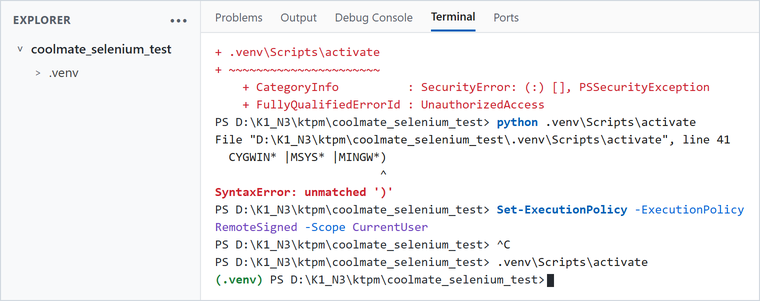 EXPLORER
...
Problems Output Debug Console Terminal Ports
coolmate_selenium_test
.venv
+ .venv\Scripts\activate
+ ~~~~~~~~~~~~~~~~~~~~~~
+ CategoryInfo : SecurityError: (:) [], PSSecurityException
+ FullyQualifiedErrorId : UnauthorizedAccess
PS D:\K1_N3\ktpm\coolmate_selenium_test> python .venv\Scripts\activate
File "D:\K1_N3\ktpm\coolmate_selenium_test\.venv\Scripts\activate", line 41
CYGWIN* |MSYS* |MINGW*)
^
SyntaxError: unmatched ')'
PS D:\K1_N3\ktpm\coolmate_selenium_test> Set-ExecutionPolicy -ExecutionPolicy
RemoteSigned -Scope CurrentUser
PS D:\K1_N3\ktpm\coolmate_selenium_test> ^C
PS D:\K1_N3\ktpm\coolmate_selenium_test> .venv\Scripts\activate
(.venv) PS D:\K1_N3\ktpm\coolmate_selenium_test>